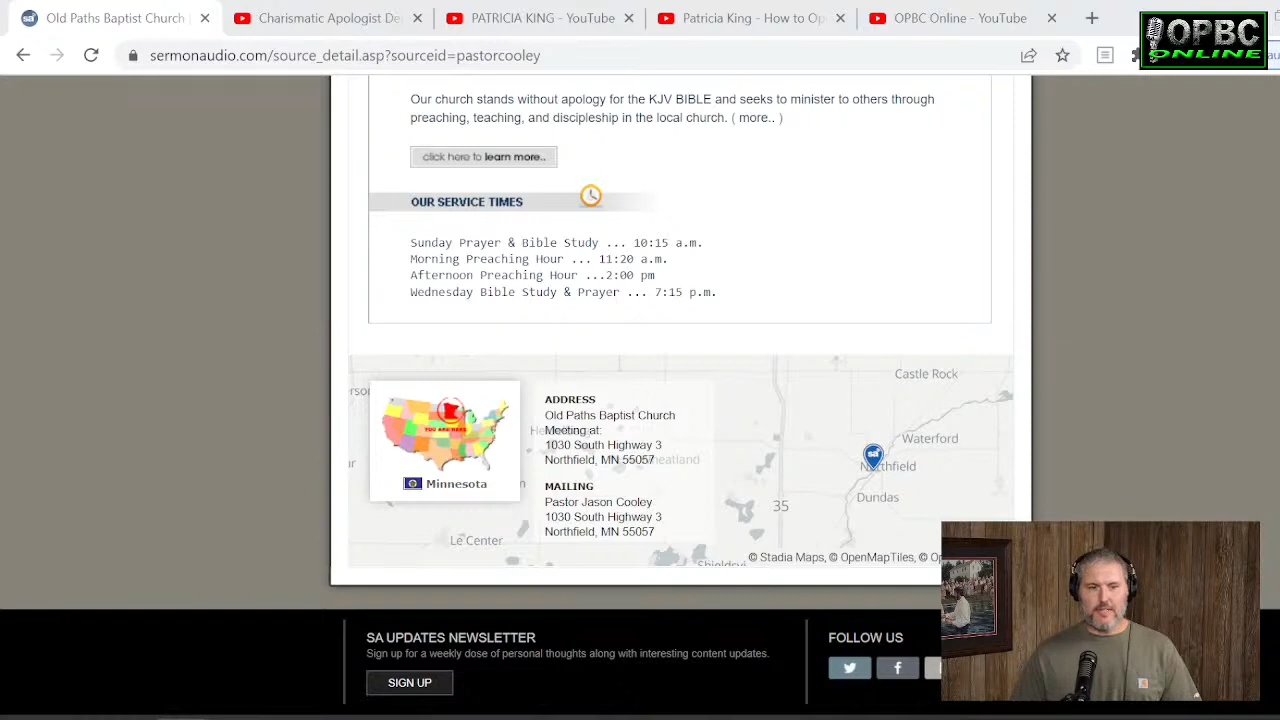 Old Paths Baptist Church
Charismatic Apologist De
PATRICIA KING - YouTube
Patricia King - How to Op
OPBC Online - YouTube
OPBC
ONLINE
Our church stands without apology for the KJV BIBLE and seeks to minister to others through
preaching, teaching, and discipleship in the local church. ( more.. )
click here to learn more..
OUR SERVICE TIMES
Sunday Prayer & Bible Study ... 10:15 a.m.
Morning Preaching Hour ... 11:20 a.m.
Afternoon Preaching Hour ...2:00 pm
Wednesday Bible Study & Prayer ... 7:15 p.m.
YOU ARE HERE
Minnesota
ADDRESS
Old Paths Baptist Church
Meeting at:
1030 South Highway 3
Northfield, MN 55057
MAILING
Pastor Jason Cooley
1030 South Highway 3
Northfield, MN 55057
Castle Rock
Waterford
sa
Northfield
Dundas
35
Le Center
© Stadia Maps, © OpenMapTiles,
SA UPDATES NEWSLETTER
Sign up for a weekly dose of personal thoughts along with interesting content updates.
SIGN UP
FOLLOW US